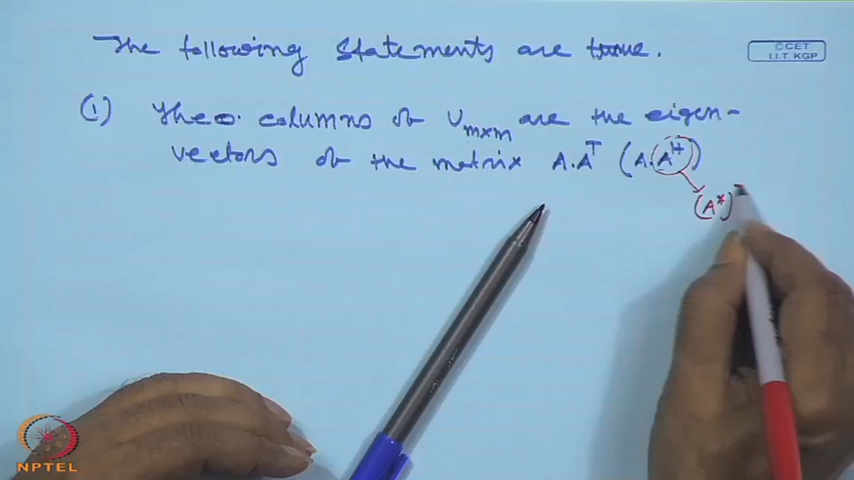 The following statements are true.
©CET
I.I.T. KGP
(1) The columns of U_{m×m} are the eigen-
vectors of the matrix A.A^T (A.A^H)
(A*)
NPTEL